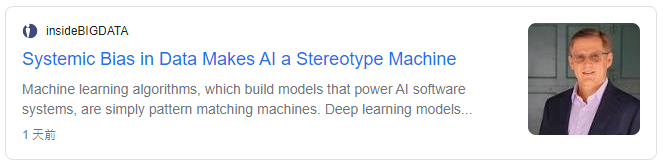 insideBIGDATA
Systemic Bias in Data Makes AI a Stereotype Machine
Machine learning algorithms, which build models that power AI software
systems, are simply pattern matching machines. Deep learning models...
1 天前